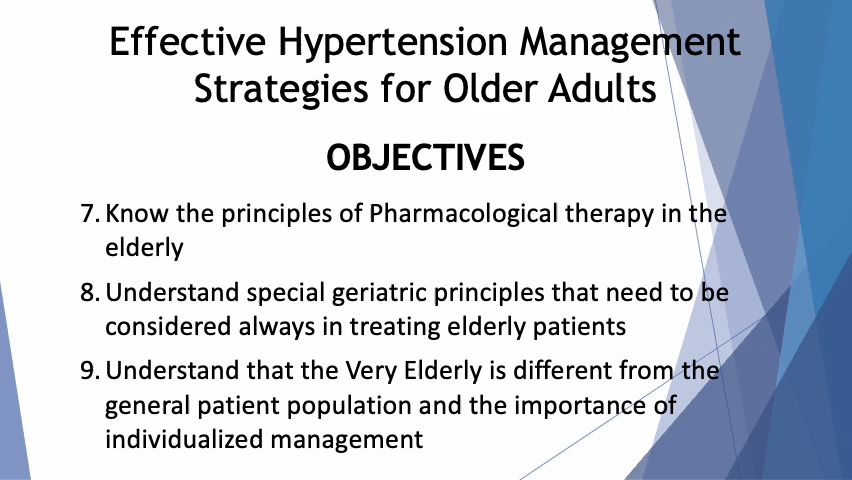 Effective Hypertension Management
Strategies for Older Adults
OBJECTIVES
7. Know the principles of Pharmacological therapy in the
elderly
8. Understand special geriatric principles that need to be
considered always in treating elderly patients
9. Understand that the Very Elderly is different from the
general patient population and the importance of
individualized management